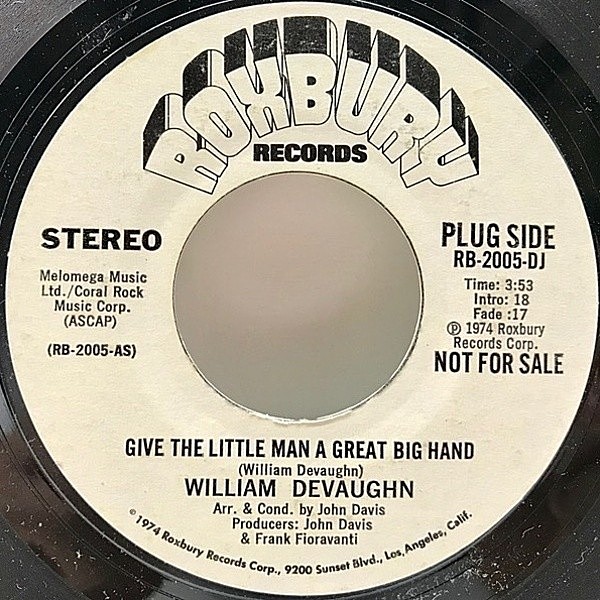 ROXBURY
RECORDS
STEREO
Melomega Music
Ltd./Coral Rock
Music Corp.
(ASCAP)
(RB-2005-AS)
PLUG SIDE
RB-2005-DJ
Time: 3:53
Intro: 18
Fade :17
℗ 1974 Roxbury
Records Corp.
NOT FOR SALE
GIVE THE LITTLE MAN A GREAT BIG HAND
(William Devaughn)
WILLIAM DEVAUGHN
Arr. & Cond. by John Davis
Producers: John Davis
& Frank Fioravanti
© 1974 Roxbury Records Corp., 9200 Sunset Blvd., Los Angeles, Calif.